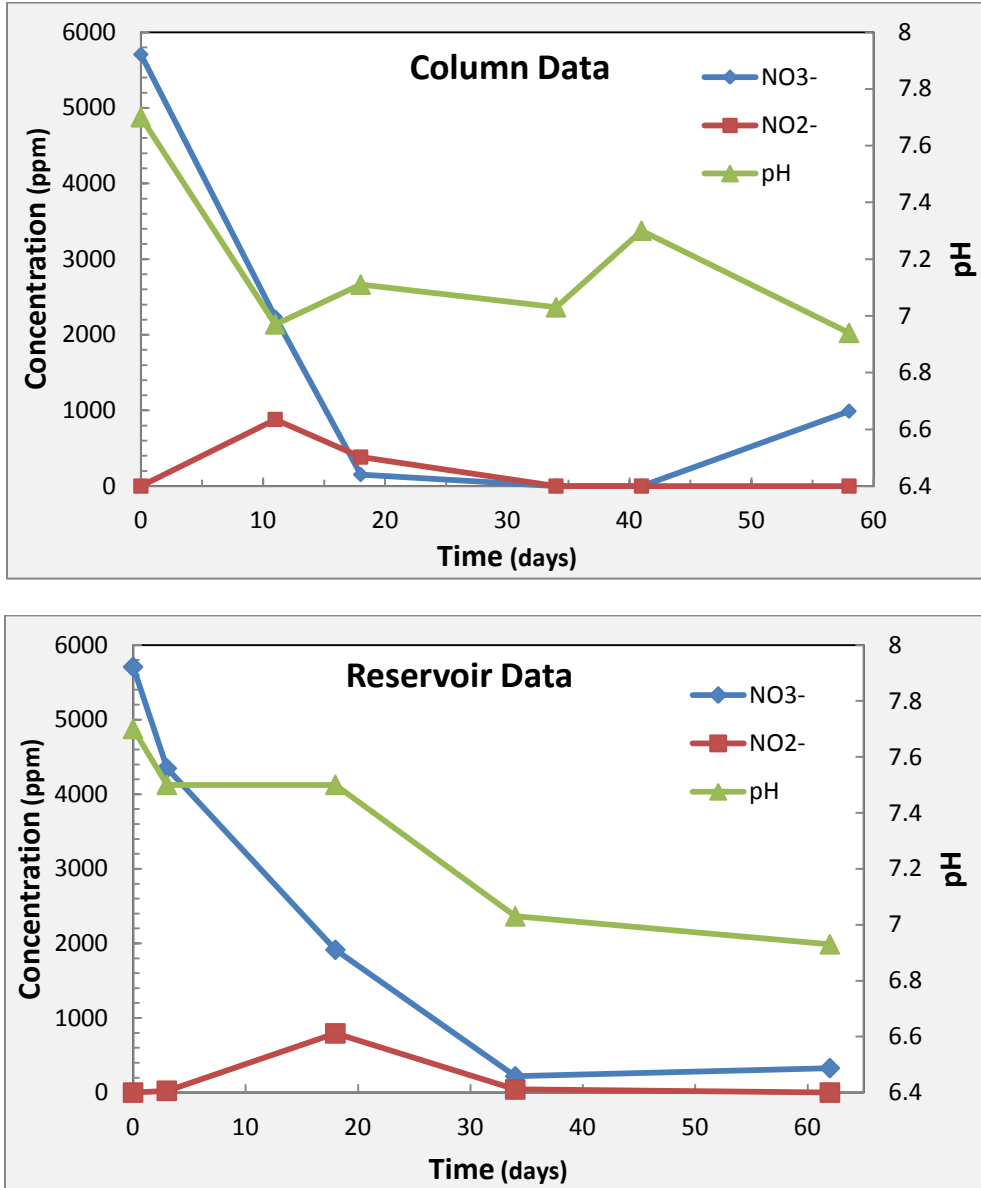 Column Data
NO3-
NO2-
pH
6000
5000
4000
3000
2000
1000
0
Concentration (ppm)
8
7.8
7.6
7.4
7.2
7
6.8
6.6
6.4
pH
0 10 20 30 40 50 60
Time (days)
Reservoir Data
NO3-
NO2-
pH
6000
5000
4000
3000
2000
1000
0
Concentration (ppm)
8
7.8
7.6
7.4
7.2
7
6.8
6.6
6.4
pH
0 10 20 30 40 50 60
Time (days)